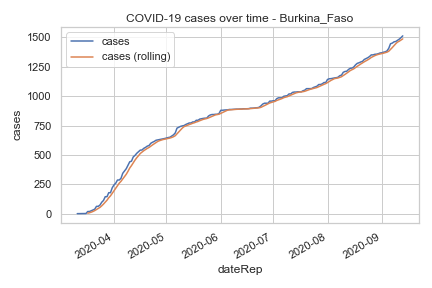 COVID-19 cases over time - Burkina_Faso
cases
cases (rolling)
1500
1250
1000
750
500
250
0
cases
2020-04
2020-05
2020-06
2020-07
2020-08
2020-09
dateRep